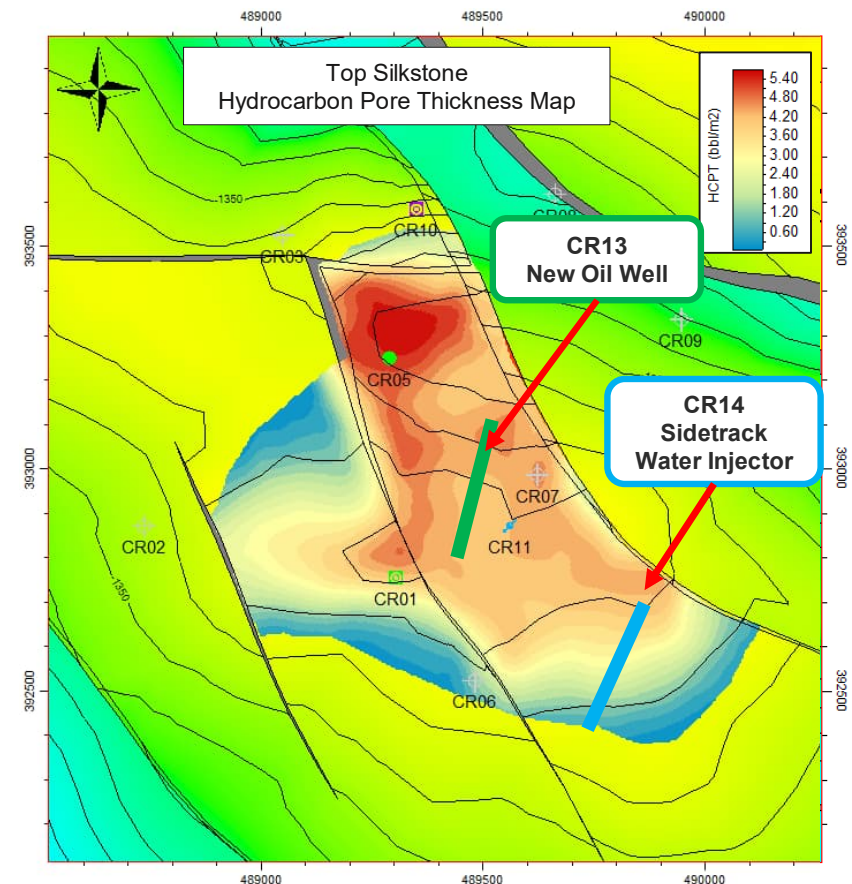 489000
489500
490000
Top Silkstone
Hydrocarbon Pore Thickness Map
HCPT (bbl/m2)
5.40
4.80
4.20
3.60
3.00
2.40
1.80
1.20
0.60
-1350
CR08
CR10
CR03
393500
393500
CR13
New Oil Well
CR09
CR05
CR14
Sidetrack
Water Injector
393000
393000
CR07
CR02
CR11
-1350
CR01
392500
392500
CR06
489000
489500
490000